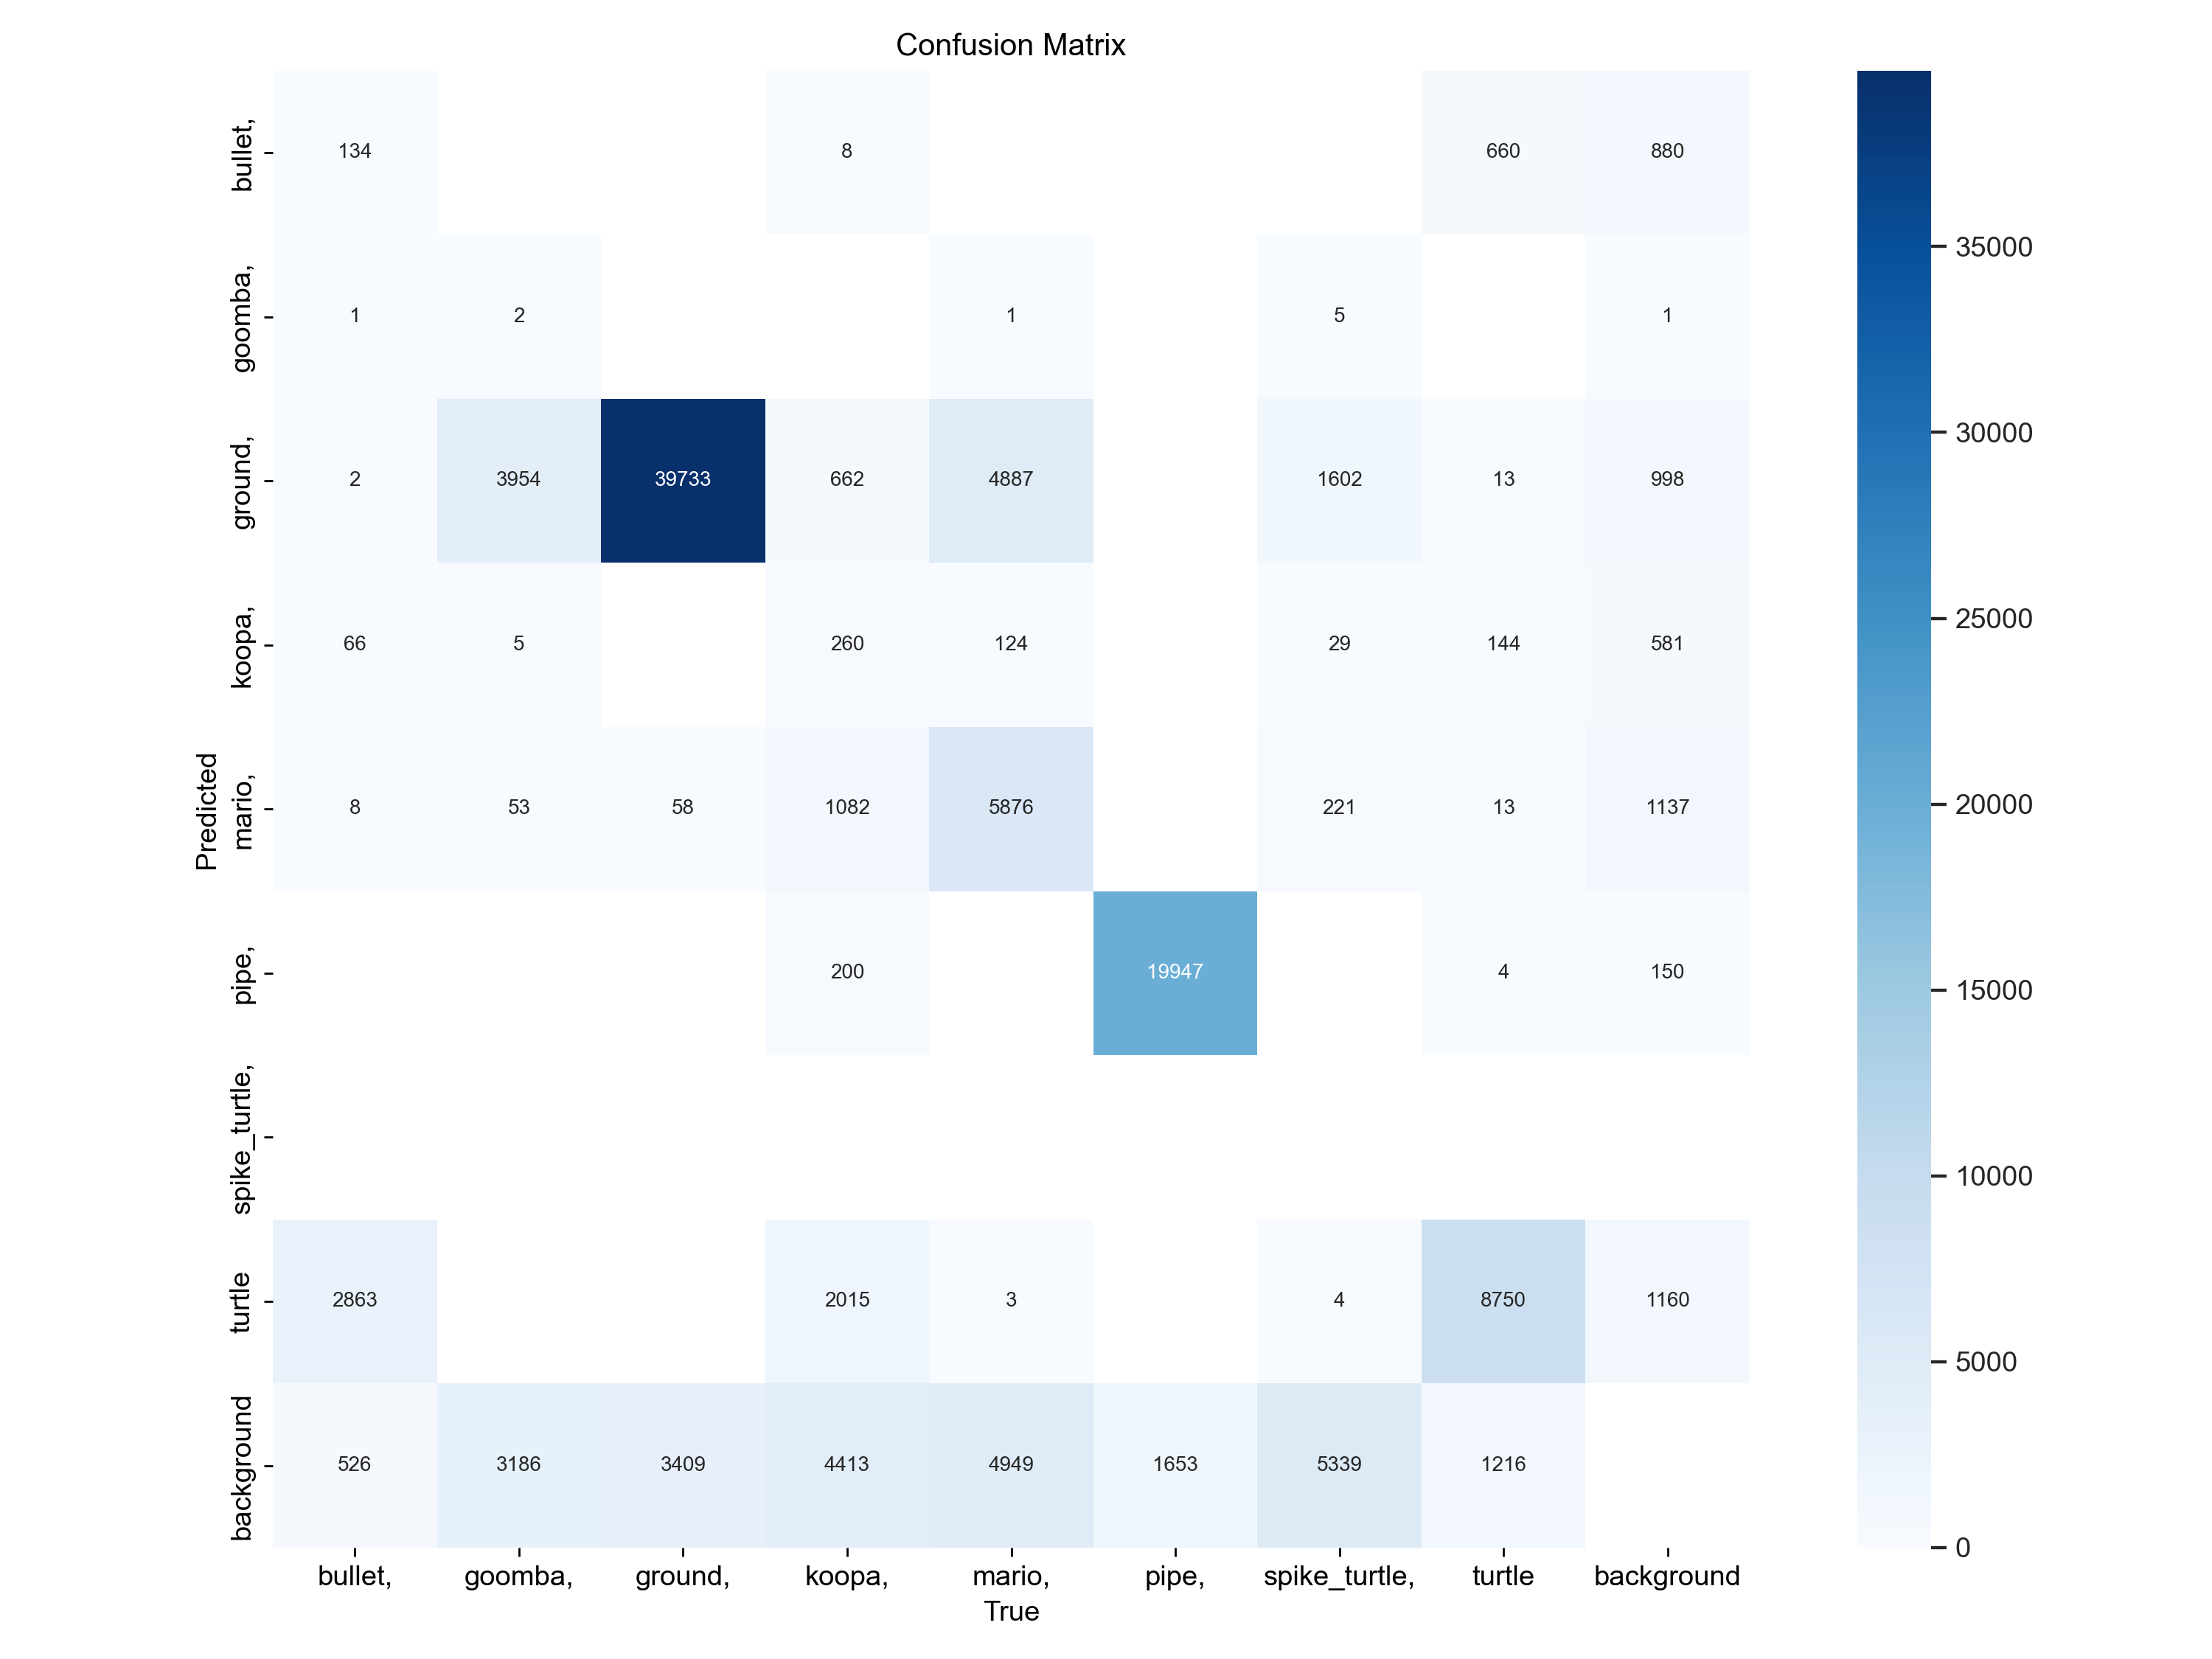 Confusion Matrix
bullet, 134 8 660 880
goomba, 1 2 1 5 1
ground, 2 3954 39733 662 4887 1602 13 998
koopa, 66 5 260 124 29 144 581
mario, 8 53 58 1082 5876 221 13 1137
pipe, 200 19947 4 150
spike_turtle,
turtle 2863 2015 3 4 8750 1160
background 526 3186 3409 4413 4949 1653 5339 1216
Predicted
bullet, goomba, ground, koopa, mario, pipe, spike_turtle, turtle background
True
35000
30000
25000
20000
15000
10000
5000
0